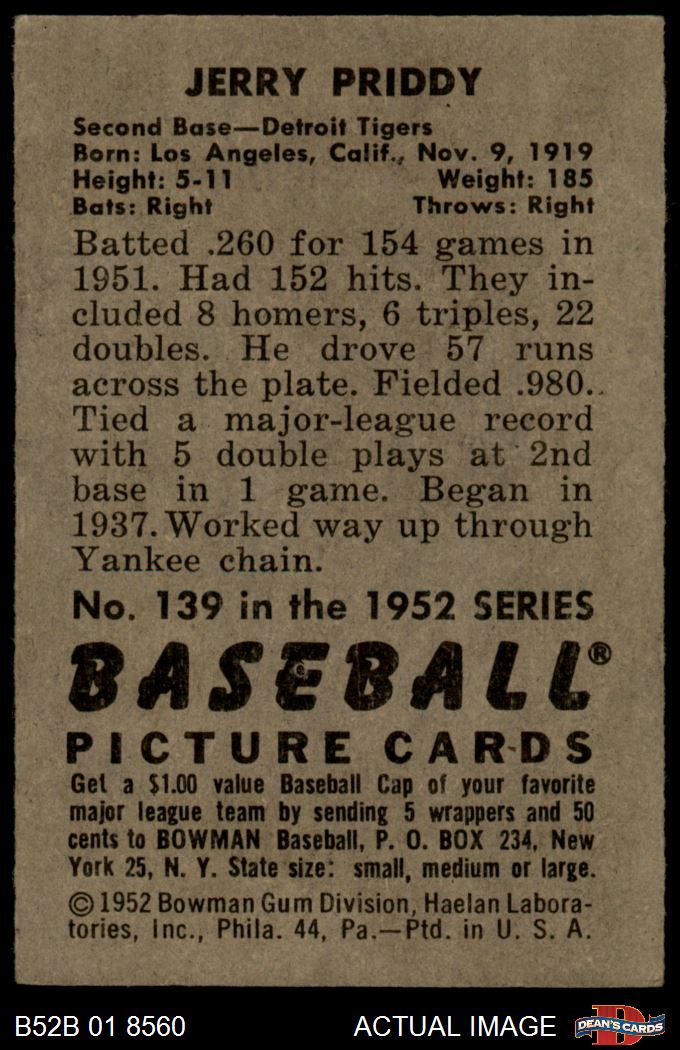 JERRY PRIDDY
Second Base—Detroit Tigers
Born: Los Angeles, Calif., Nov. 9, 1919
Height: 5-11 Weight: 185
Bats: Right Throws: Right
Batted .260 for 154 games in
1951. Had 152 hits. They in-
cluded 8 homers, 6 triples, 22
doubles. He drove 57 runs
across the plate. Fielded .980.
Tied a major-league record
with 5 double plays at 2nd
base in 1 game. Began in
1937. Worked way up through
Yankee chain.
No. 139 in the 1952 SERIES
BASEBALL®
PICTURE CARDS
Get a $1.00 value Baseball Cap of your favorite
major league team by sending 5 wrappers and 50
cents to BOWMAN Baseball, P. O. BOX 234, New
York 25, N. Y. State size: small, medium or large.
© 1952 Bowman Gum Division, Haelan Labora-
tories, Inc., Phila. 44, Pa.—Ptd. in U. S. A.
B52B 01 8560 ACTUAL IMAGE D DEAN'S CARDS